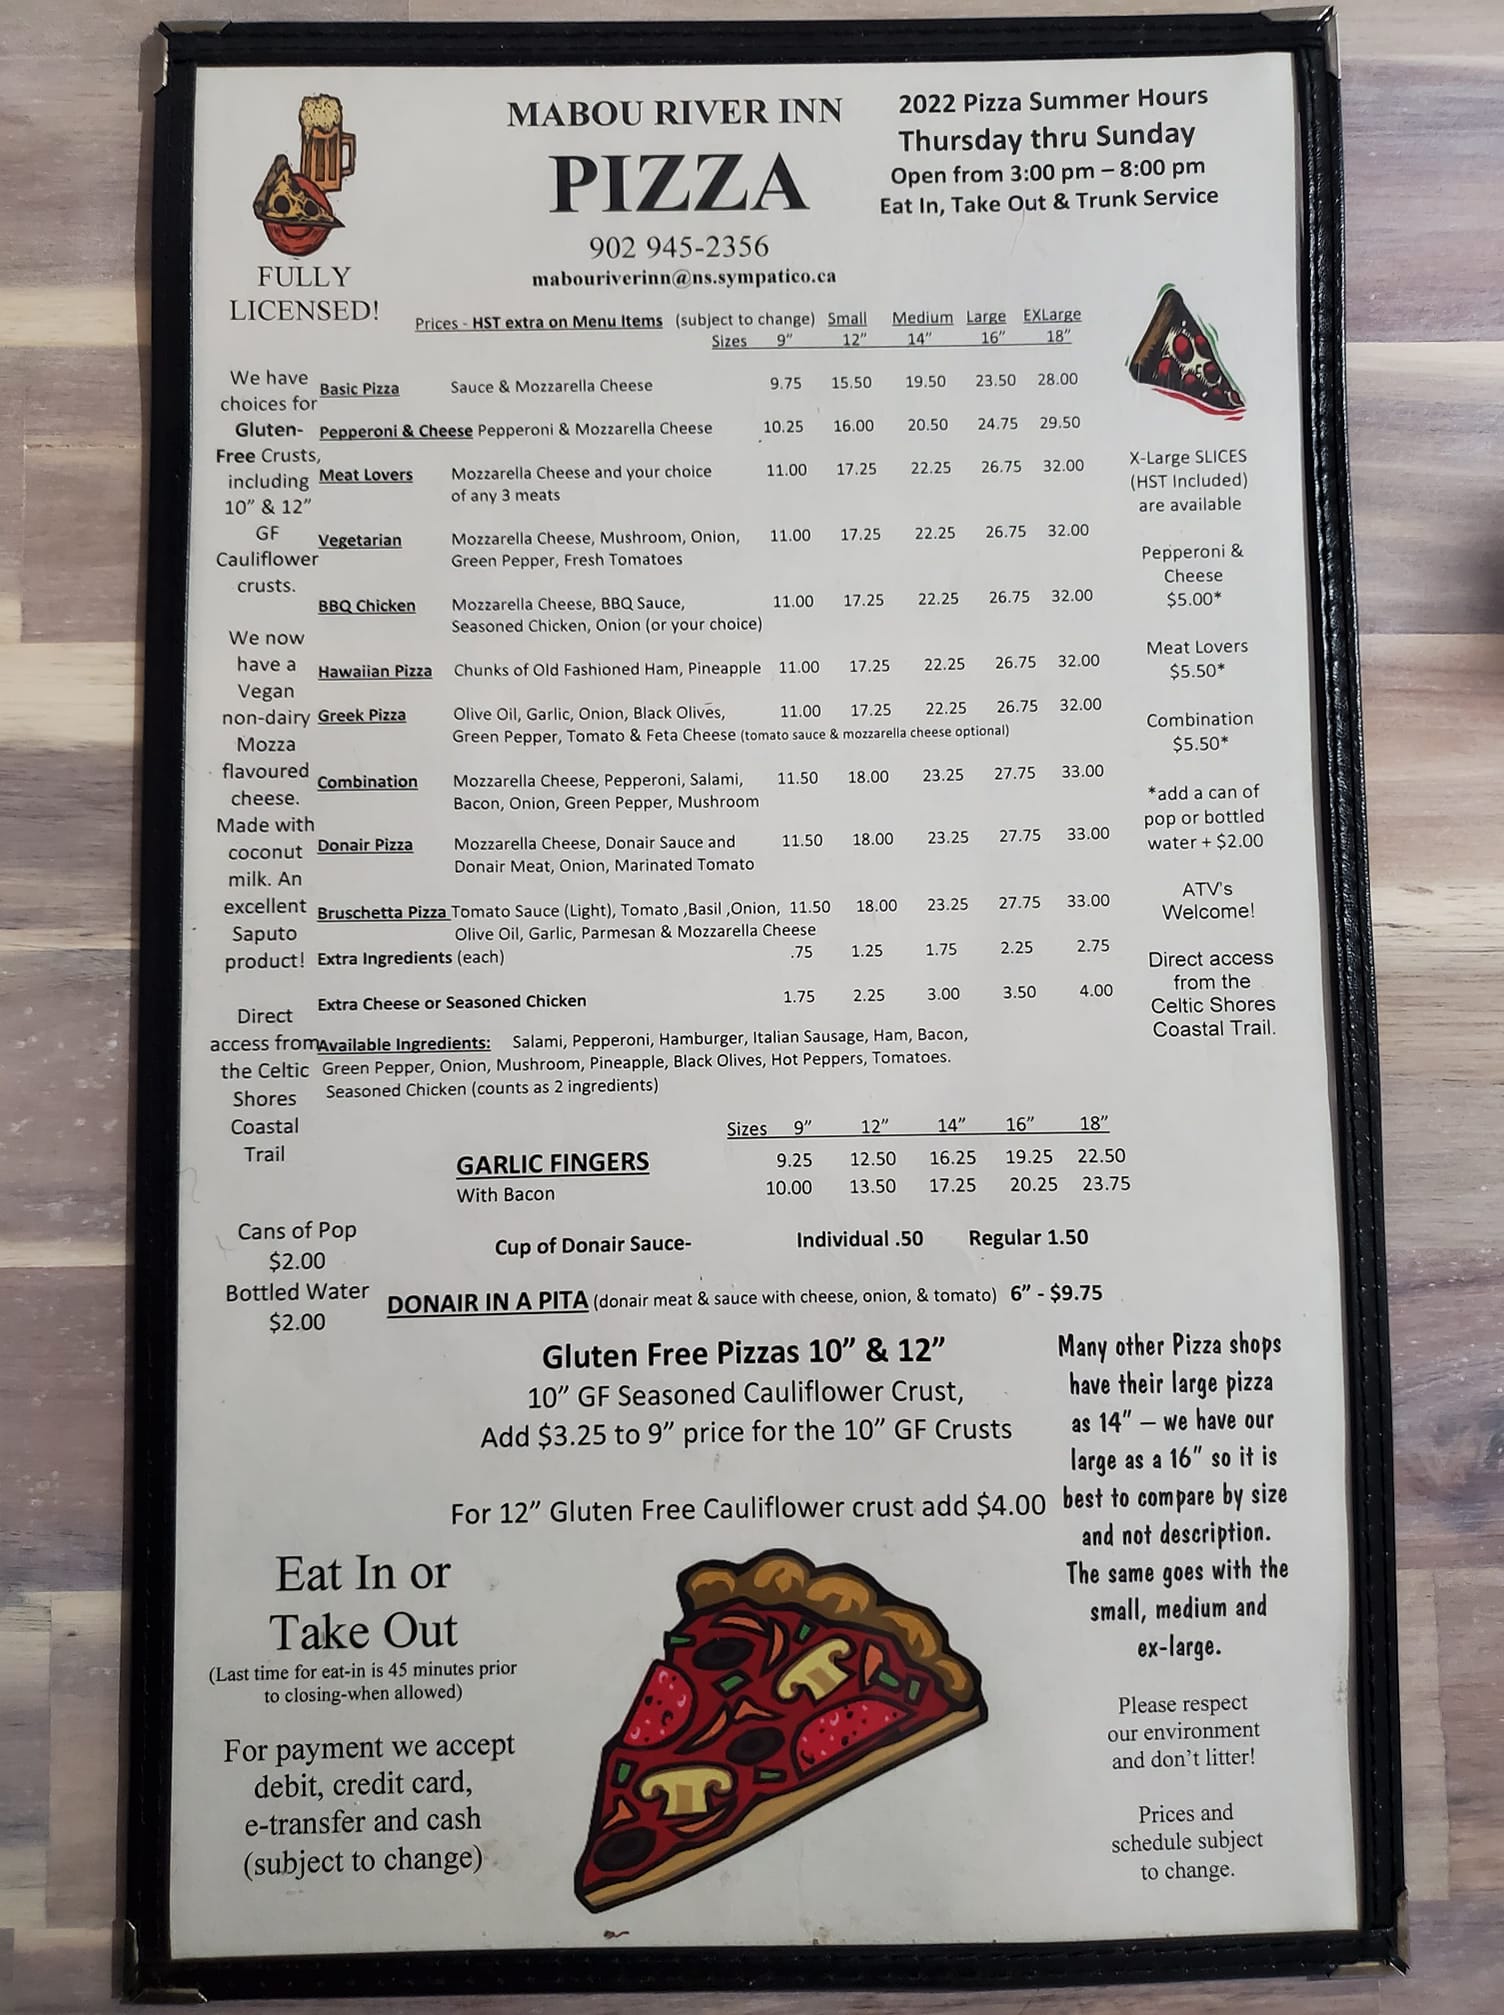 MABOU RIVER INN
PIZZA
902 945-2356
mabouriverinn@ns.sympatico.ca
2022 Pizza Summer Hours
Thursday thru Sunday
Open from 3:00 pm – 8:00 pm
Eat In, Take Out & Trunk Service
FULLY
LICENSED!
Prices - HST extra on Menu Items (subject to change) Small Medium Large EXLarge
Sizes 9" 12" 14" 16" 18"
Basic Pizza Sauce & Mozzarella Cheese 9.75 15.50 19.50 23.50 28.00
Pepperoni & Cheese Pepperoni & Mozzarella Cheese 10.25 16.00 20.50 24.75 29.50
Meat Lovers Mozzarella Cheese and your choice 11.00 17.25 22.25 26.75 32.00
of any 3 meats
Vegetarian Mozzarella Cheese, Mushroom, Onion, 11.00 17.25 22.25 26.75 32.00
Green Pepper, Fresh Tomatoes
BBQ Chicken Mozzarella Cheese, BBQ Sauce, 11.00 17.25 22.25 26.75 32.00
Seasoned Chicken, Onion (or your choice)
Hawaiian Pizza Chunks of Old Fashioned Ham, Pineapple 11.00 17.25 22.25 26.75 32.00
Greek Pizza Olive Oil, Garlic, Onion, Black Olives, 11.00 17.25 22.25 26.75 32.00
Green Pepper, Tomato & Feta Cheese (tomato sauce & mozzarella cheese optional)
Combination Mozzarella Cheese, Pepperoni, Salami, 11.50 18.00 23.25 27.75 33.00
Bacon, Onion, Green Pepper, Mushroom
Donair Pizza Mozzarella Cheese, Donair Sauce and 11.50 18.00 23.25 27.75 33.00
Donair Meat, Onion, Marinated Tomato
Bruschetta Pizza Tomato Sauce (Light), Tomato ,Basil ,Onion, 11.50 18.00 23.25 27.75 33.00
Olive Oil, Garlic, Parmesan & Mozzarella Cheese
Extra Ingredients (each) .75 1.25 1.75 2.25 2.75
Extra Cheese or Seasoned Chicken 1.75 2.25 3.00 3.50 4.00
Available Ingredients: Salami, Pepperoni, Hamburger, Italian Sausage, Ham, Bacon,
Green Pepper, Onion, Mushroom, Pineapple, Black Olives, Hot Peppers, Tomatoes.
Seasoned Chicken (counts as 2 ingredients)
We have
choices for
Gluten-
Free Crusts,
including
10" & 12"
GF
Cauliflower
crusts.
We now
have a
Vegan
non-dairy
Mozza
flavoured
cheese.
Made with
coconut
milk. An
excellent
Saputo
product!
Direct
access from
the Celtic
Shores
Coastal
Trail
X-Large SLICES
(HST Included)
are available
Pepperoni &
Cheese
$5.00*
Meat Lovers
$5.50*
Combination
$5.50*
*add a can of
pop or bottled
water + $2.00
ATV's
Welcome!
Direct access
from the
Celtic Shores
Coastal Trail.
Sizes 9" 12" 14" 16" 18"
GARLIC FINGERS 9.25 12.50 16.25 19.25 22.50
With Bacon 10.00 13.50 17.25 20.25 23.75
Cans of Pop
$2.00
Bottled Water
$2.00
Cup of Donair Sauce- Individual .50 Regular 1.50
DONAIR IN A PITA (donair meat & sauce with cheese, onion, & tomato) 6" - $9.75
Gluten Free Pizzas 10" & 12"
10" GF Seasoned Cauliflower Crust,
Add $3.25 to 9" price for the 10" GF Crusts
For 12" Gluten Free Cauliflower crust add $4.00
Many other Pizza shops
have their large pizza
as 14" – we have our
large as a 16" so it is
best to compare by size
and not description.
The same goes with the
small, medium and
ex-large.
Eat In or
Take Out
(Last time for eat-in is 45 minutes prior
to closing-when allowed)
For payment we accept
debit, credit card,
e-transfer and cash
(subject to change)
Please respect
our environment
and don't litter!
Prices and
schedule subject
to change.